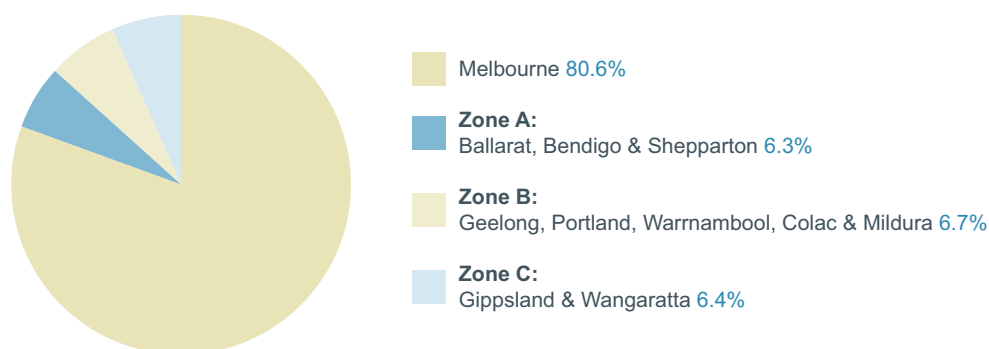 Melbourne 80.6%
Zone A:
Ballarat, Bendigo & Shepparton 6.3%
Zone B:
Geelong, Portland, Warrnambool, Colac & Mildura 6.7%
Zone C:
Gippsland & Wangaratta 6.4%